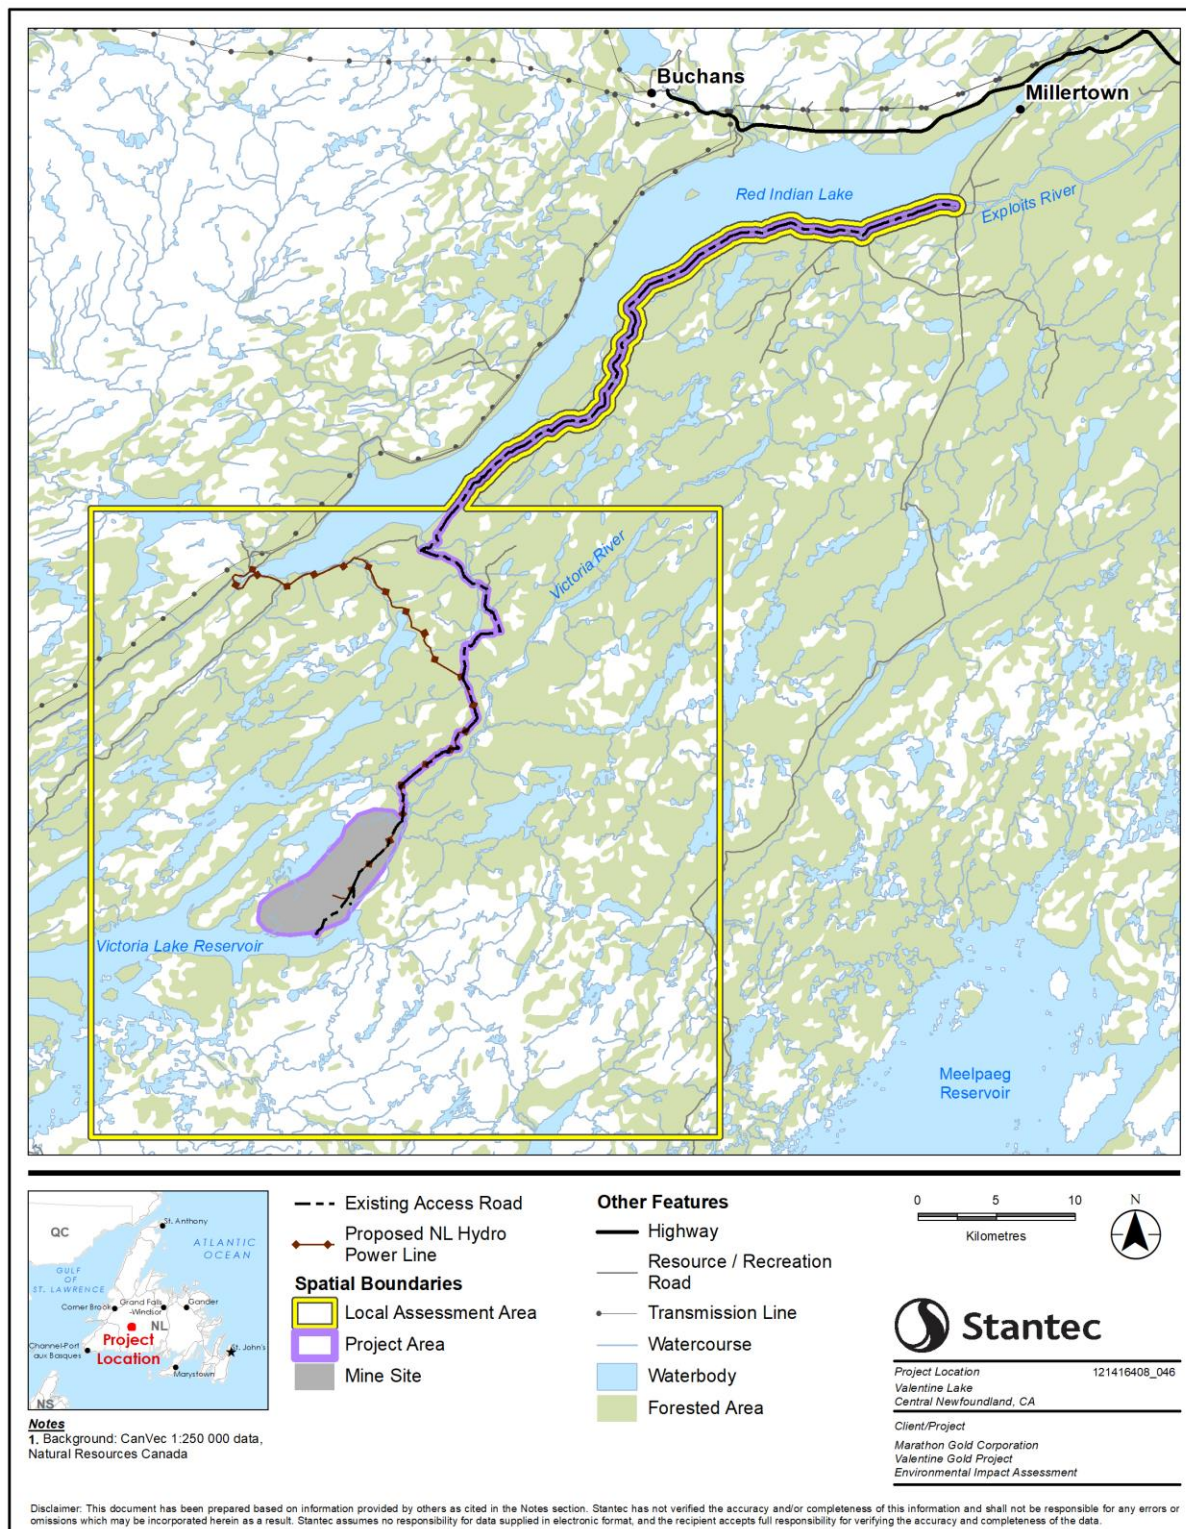 Buchans
Millertown
Red Indian Lake
Exploits River
Victoria River
Victoria Lake Reservoir
Meelpaeg
Reservoir
QC
St. Anthony
ATLANTIC
OCEAN
GULF
OF
ST. LAWRENCE
Corner Brook
Grand Falls
-Windsor
Gander
NL
Project
Location
Channel-Port
aux Basques
St. John's
Marystown
NS
Notes
1. Background: CanVec 1:250 000 data,
Natural Resources Canada
Existing Access Road
Proposed NL Hydro
Power Line
Spatial Boundaries
Local Assessment Area
Project Area
Mine Site
Other Features
Highway
Resource / Recreation
Road
Transmission Line
Watercourse
Waterbody
Forested Area
0 5 10
Kilometres
N
Stantec
Project Location 121416408_046
Valentine Lake
Central Newfoundland, CA
Client/Project
Marathon Gold Corporation
Valentine Gold Project
Environmental Impact Assessment
Disclaimer: This document has been prepared based on information provided by others as cited in the Notes section. Stantec has not verified the accuracy and/or completeness of this information and shall not be responsible for any errors or
omissions which may be incorporated herein as a result. Stantec assumes no responsibility for data supplied in electronic format, and the recipient accepts full responsibility for verifying the accuracy and completeness of the data.